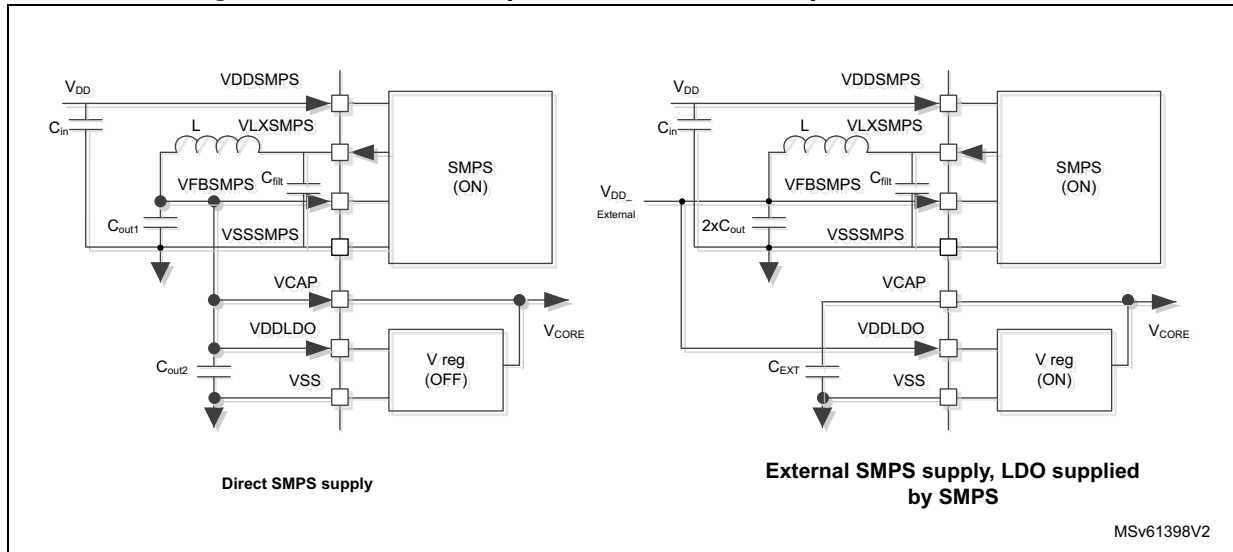 VDDSMPS
VDD
Cin
L
VLXSMPS
SMPS
(ON)
VFBSMPS
Cfilt
Cout1
VSSSMPS
VCAP
VCORE
VDDLDO
V reg
(OFF)
Cout2
VSS
Direct SMPS supply
VDDSMPS
VDD
Cin
L
VLXSMPS
SMPS
(ON)
VFBSMPS
Cfilt
VDD_
External
2xCout
VSSSMPS
VCAP
VCORE
VDDLDO
V reg
(ON)
CEXT
VSS
External SMPS supply, LDO supplied
by SMPS
MSv61398V2